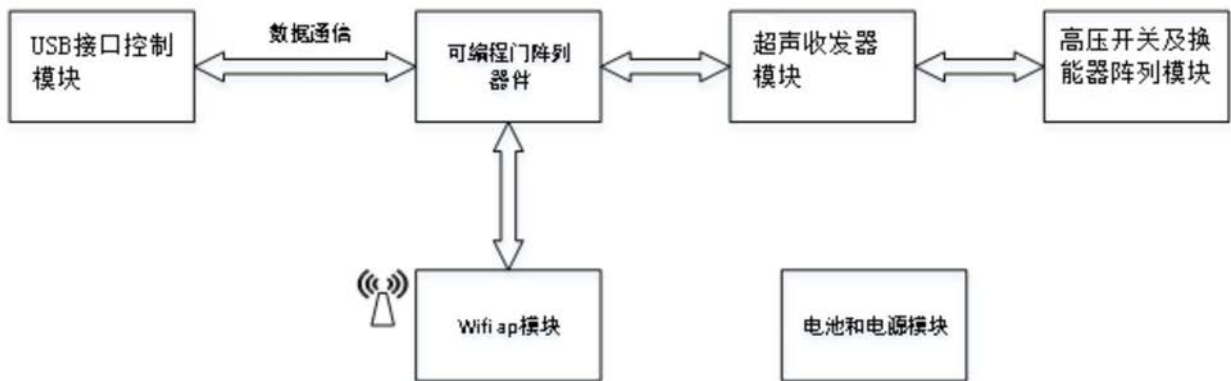 USB接口控制
模块
数据通信
可编程门阵列
器件
超声收发器
模块
高压开关及换
能器阵列模块
Wifi ap模块
电池和电源模块